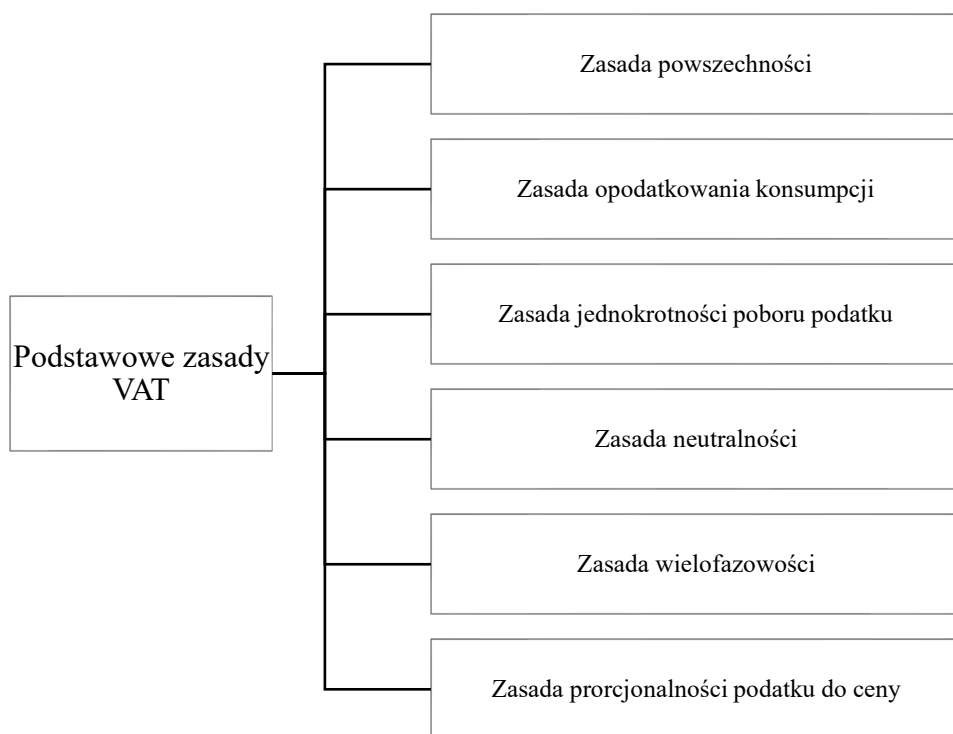 Zasada powszechności
Zasada opodatkowania konsumpcji
Zasada jednokrotności poboru podatku
Podstawowe zasady
VAT
Zasada neutralności
Zasada wielofazowości
Zasada prorcjonalności podatku do ceny